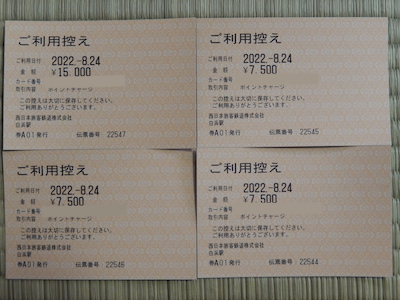 ご利用控え
ご利用日付 2022.-8.24
金 額 ¥15,000
カード番号
取引内容 ポイントチャージ
この控えは大切に保存してください。
ご利用ありがとうございます。
西日本旅客鉄道株式会社
白浜駅
券A01発行 伝票番号:22547
ご利用控え
ご利用日付 2022.-8.24
金 額 ¥7,500
カード番号
取引内容 ポイントチャージ
この控えは大切に保存してください。
ご利用ありがとうございます。
西日本旅客鉄道株式会社
白浜駅
券A01発行 伝票番号:22545
ご利用控え
ご利用日付 2022.-8.24
金 額 ¥7,500
カード番号
取引内容 ポイントチャージ
この控えは大切に保存してください。
ご利用ありがとうございます。
西日本旅客鉄道株式会社
白浜駅
券A01発行 伝票番号:22546
ご利用控え
ご利用日付 2022.-8.24
金 額 ¥7,500
カード番号
取引内容 ポイントチャージ
この控えは大切に保存してください。
ご利用ありがとうございます。
西日本旅客鉄道株式会社
白浜駅
券A01発行 伝票番号:22544